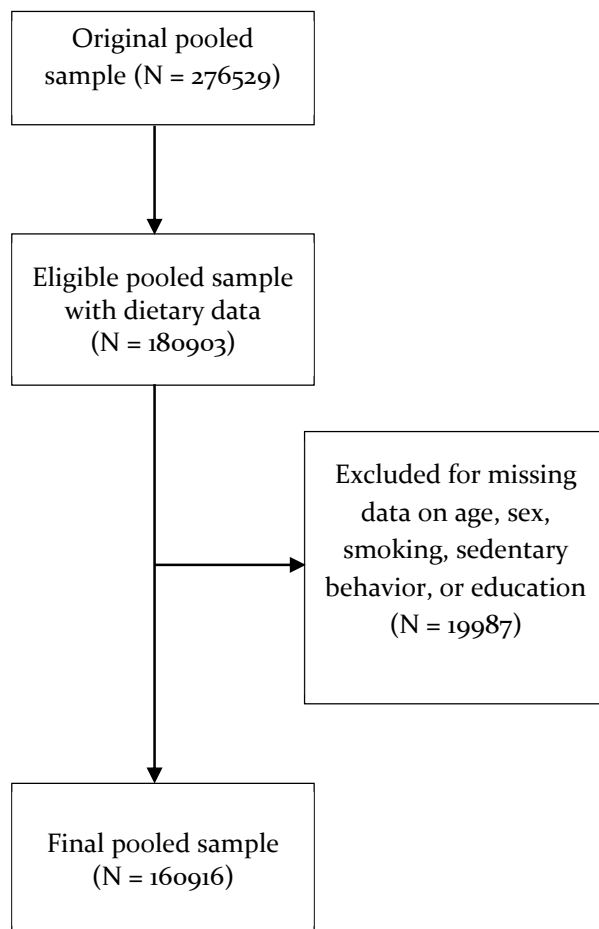 Original pooled
sample (N = 276529)
Eligible pooled sample
with dietary data
(N = 180903)
Excluded for missing
data on age, sex,
smoking, sedentary
behavior, or education
(N = 19987)
Final pooled sample
(N = 160916)